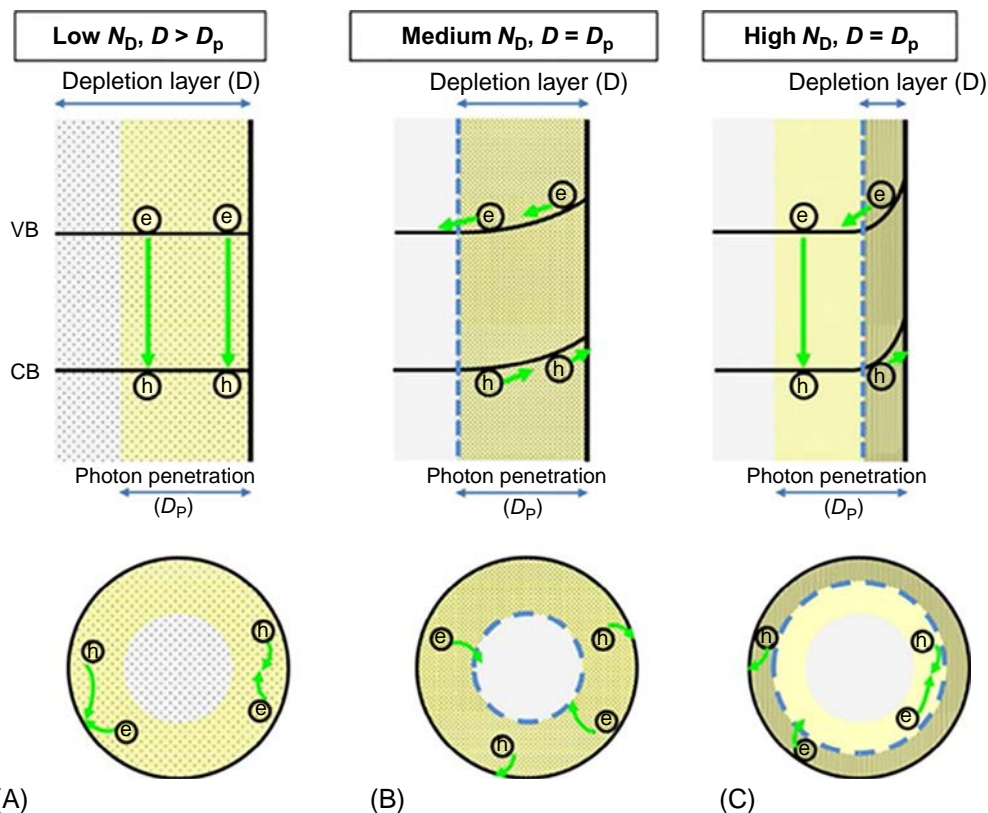 Low N_D, D > D_p
Medium N_D, D = D_p
High N_D, D = D_p
Depletion layer (D)
Depletion layer (D)
Depletion layer (D)
VB
e
e
e
e
e
e
CB
h
h
h
h
h
h
Photon penetration
(D_P)
Photon penetration
(D_P)
Photon penetration
(D_P)
h
h
e
e
e
h
h
e
h
h
e
e
(A)
(B)
(C)